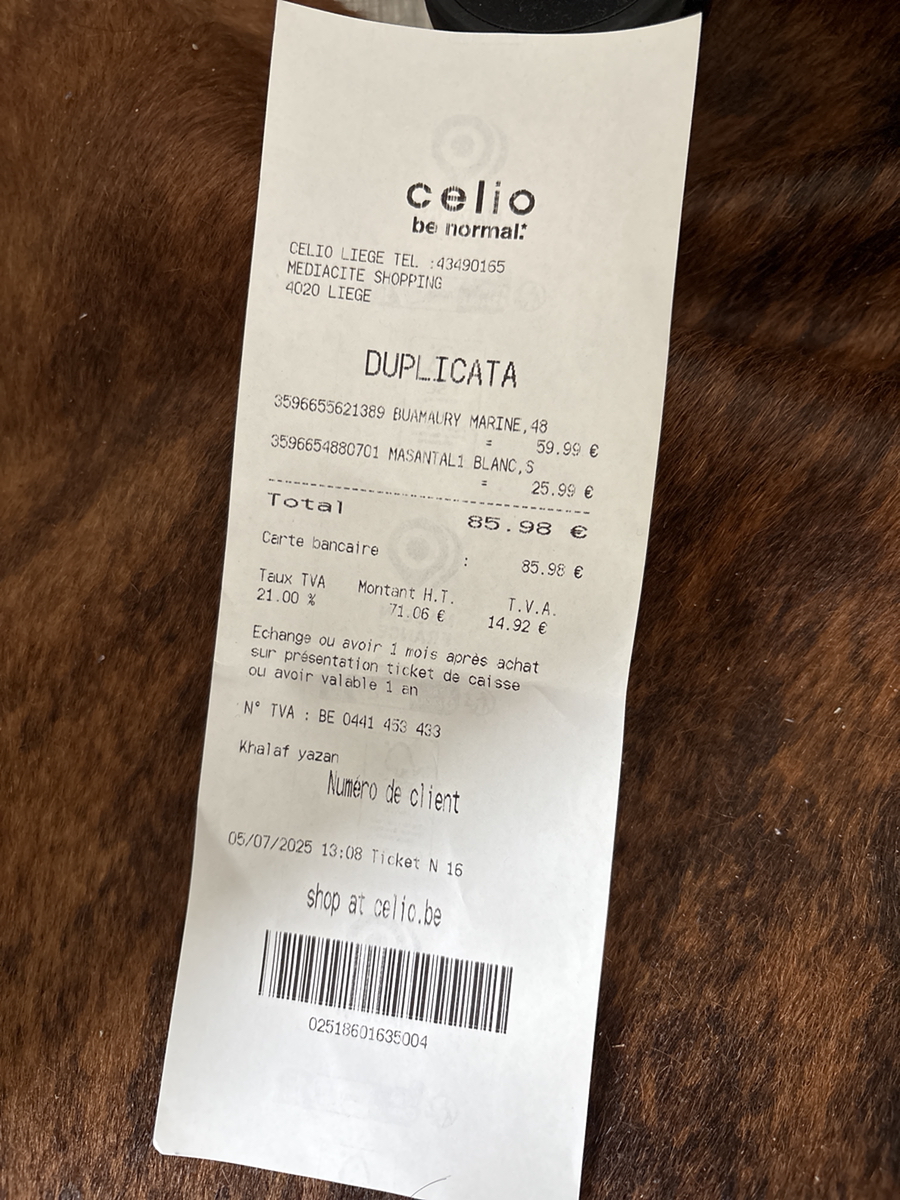 celio
be normal.*
CELIO LIEGE TEL :43490165
MEDIACITE SHOPPING
4020 LIEGE
DUPLICATA
3596655621389 BUAMAURY MARINE,48
= 59.99 €
3596654880701 MASANTAL1 BLANC,S
= 25.99 €
Total 85.98 €
Carte bancaire : 85.98 €
Taux TVA Montant H.T. T.V.A.
21.00 % 71.06 € 14.92 €
Echange ou avoir 1 mois après achat
sur présentation ticket de caisse
ou avoir valable 1 an
N° TVA : BE 0441 453 433
Khalaf yazan
Numéro de client
05/07/2025 13:08 Ticket N 16
shop at celio.be
02518601635004